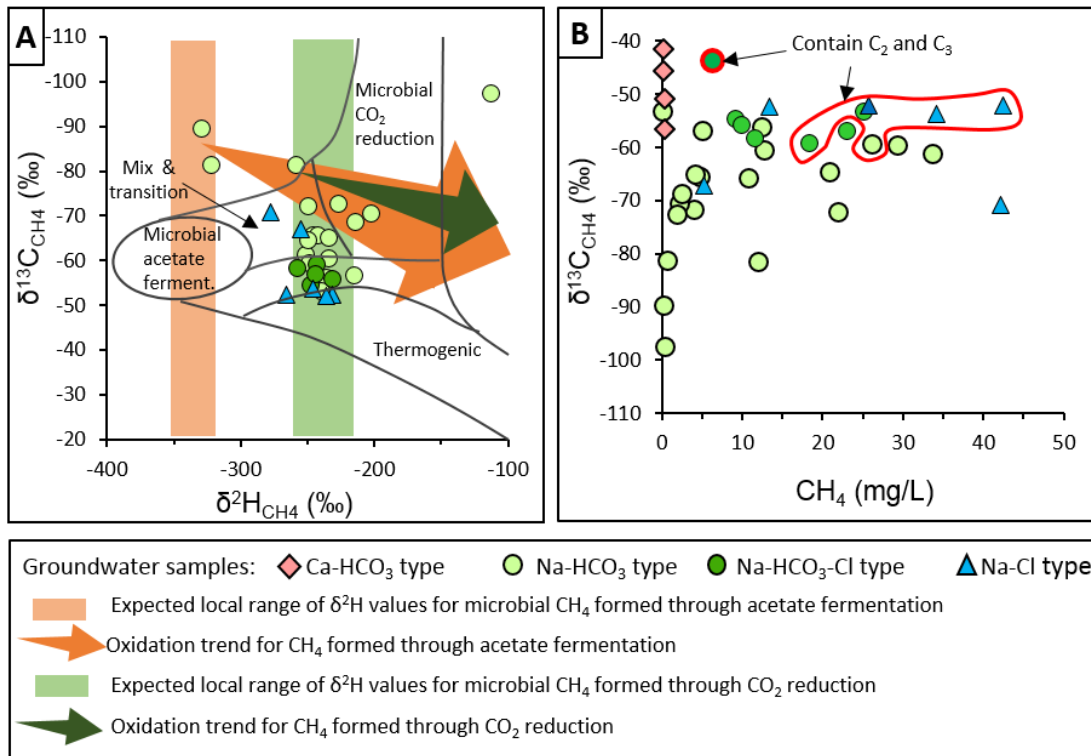 A
-110
-100
-90
-80
-70
-60
-50
-40
-30
-20
δ¹³C_CH4 (‰)
-400
-300
-200
-100
δ²H_CH4 (‰)
Microbial
CO₂
reduction
Mix &
transition
Microbial
acetate
ferment.
Thermogenic
B
-40
-50
-60
-70
-80
-90
-100
-110
δ¹³C_CH4 (‰)
0
10
20
30
40
50
CH₄ (mg/L)
Contain C₂ and C₃
Groundwater samples: Ca-HCO₃ type Na-HCO₃ type Na-HCO₃-Cl type Na-Cl type
Expected local range of δ²H values for microbial CH₄ formed through acetate fermentation
Oxidation trend for CH₄ formed through acetate fermentation
Expected local range of δ²H values for microbial CH₄ formed through CO₂ reduction
Oxidation trend for CH₄ formed through CO₂ reduction